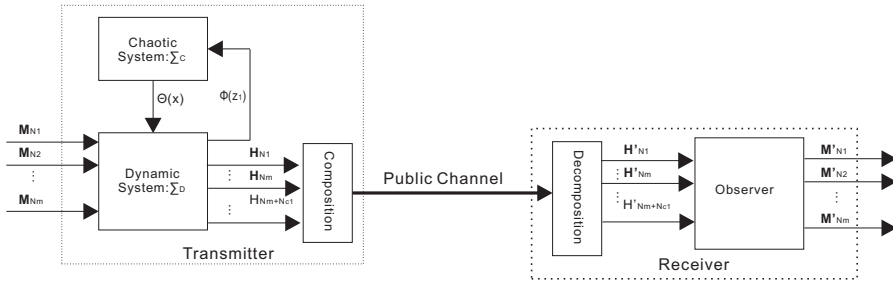 Chaotic
System:∑C
Θ(x)
Φ(z1)
MN1
MN2
⋮
MNm
Dynamic
System:∑D
HN1
⋮
HNm
HNm+Nc1
⋮
Composition
Transmitter
Public Channel
Decomposition
H'N1
⋮ H'Nm
⋮ H'Nm+Nc1
Observer
M'N1
M'N2
⋮
M'Nm
Receiver